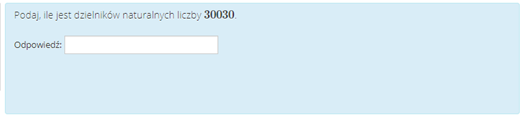 Podaj, ile jest dzielników naturalnych liczby 30030.
Odpowiedź: